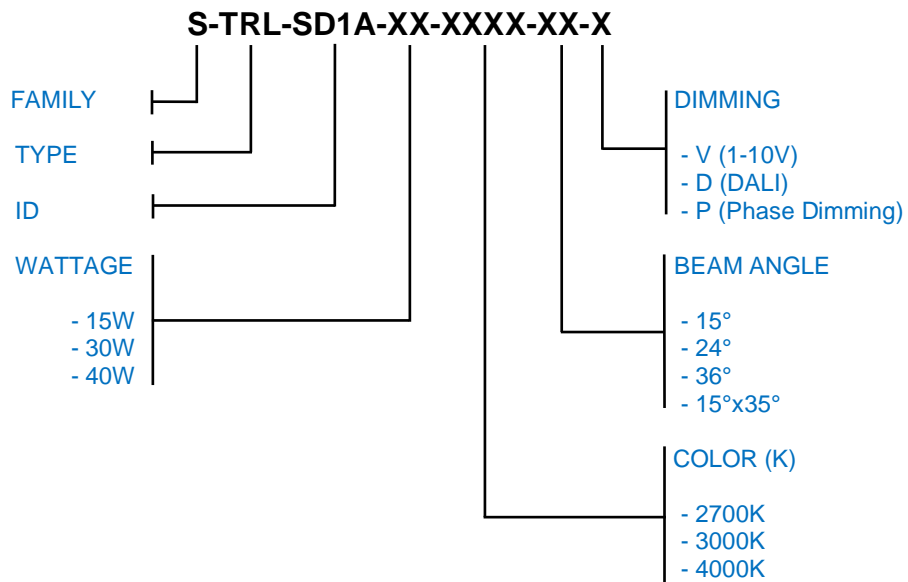 S-TRL-SD1A-XX-XXXX-XX-X
FAMILY
TYPE
ID
WATTAGE
- 15W
- 30W
- 40W
DIMMING
- V (1-10V)
- D (DALI)
- P (Phase Dimming)
BEAM ANGLE
- 15°
- 24°
- 36°
- 15°x35°
COLOR (K)
- 2700K
- 3000K
- 4000K